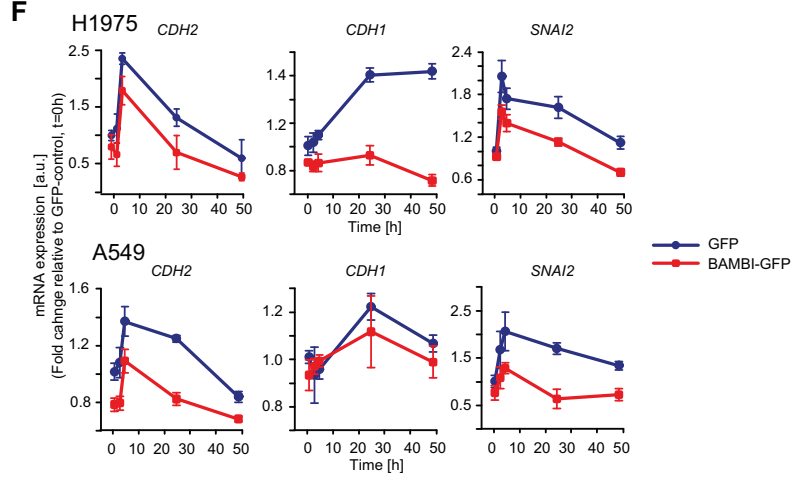 F
H1975
CDH2
CDH1
SNAI2
2.5
1.5
0.5
0 10 20 30 40 50
1.4
1.2
0.8
0 10 20 30 40 50
2.4
1.8
1.2
0.6
0 10 20 30 40 50
Time [h]
mRNA expression [a.u.]
(Fold cahnge relative to GFP-control, t=0h)
GFP
BAMBI-GFP
A549
CDH2
CDH1
SNAI2
1.6
1.2
0.8
0 10 20 30 40 50
1.2
1.0
0.8
0 10 20 30 40 50
2.5
1.5
0.5
0 10 20 30 40 50
Time [h]